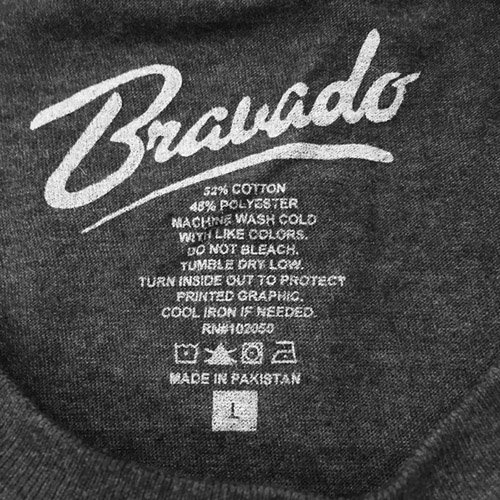 Bravado
52% COTTON
48% POLYESTER
MACHINE WASH COLD
WITH LIKE COLORS.
DO NOT BLEACH.
TUMBLE DRY LOW.
TURN INSIDE OUT TO PROTECT
PRINTED GRAPHIC.
COOL IRON IF NEEDED.
RN#102050
MADE IN PAKISTAN
L